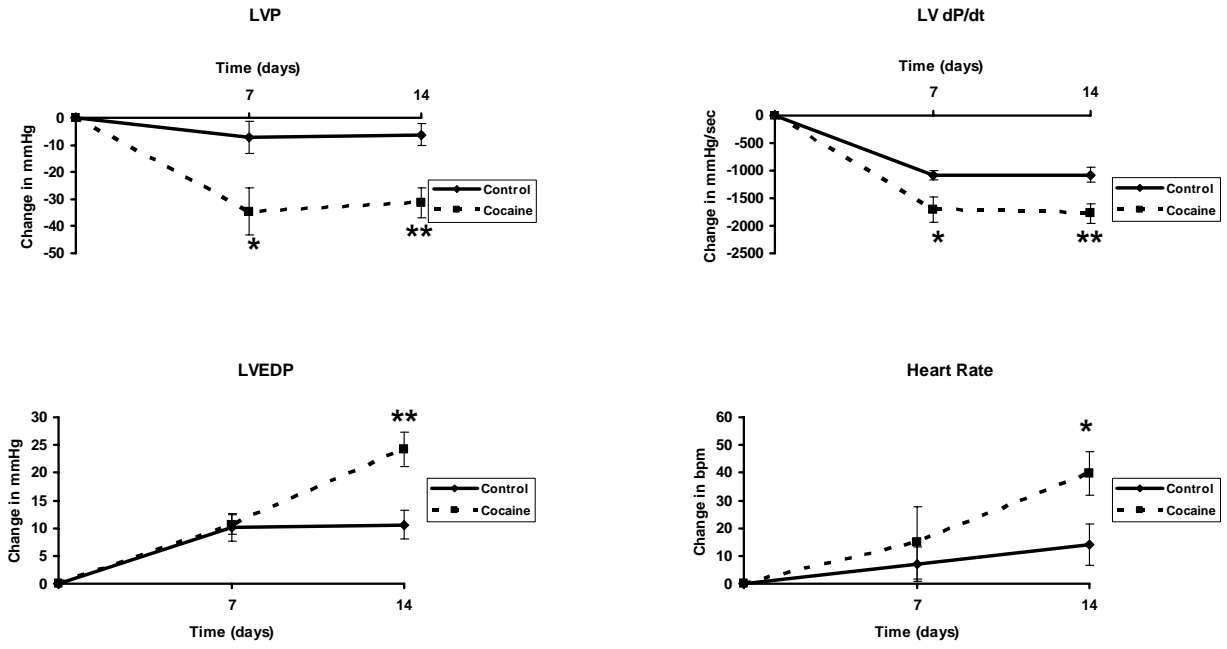 LVP
Time (days)
7 14
0
-10
-20
-30
-40
-50
Change in mmHg
Control
Cocaine
* **
LV dP/dt
Time (days)
7 14
0
-500
-1000
-1500
-2000
-2500
Change in mmHg/sec
Control
Cocaine
* **
LVEDP
30
25
20
15
10
5
0
Change in mmHg
**
Control
Cocaine
7 14
Time (days)
Heart Rate
60
50
40
30
20
10
0
Change in bpm
*
Control
Cocaine
7 14
Time (days)